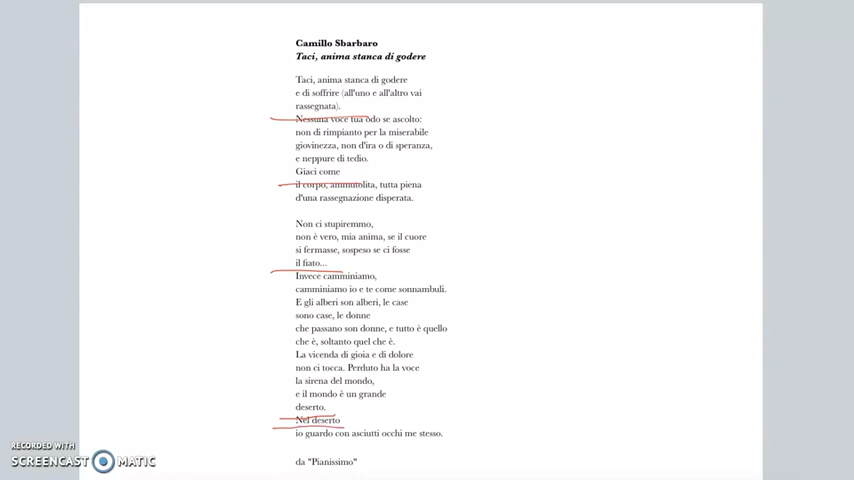 Camillo Sbarbaro
Taci, anima stanca di godere
Taci, anima stanca di godere
e di soffrire (all'uno e all'altro vai
rassegnata).
Nessuna voce tua odo se ascolto:
non di rimpianto per la miserabile
giovinezza, non d'ira o di speranza,
e neppure di tedio.
Giaci come
il corpo, ammutolita, tutta piena
d'una rassegnazione disperata.
Non ci stupiremmo,
non è vero, mia anima, se il cuore
si fermasse, sospeso se ci fosse
il fiato...
Invece camminiamo,
camminiamo io e te come sonnambuli.
E gli alberi son alberi, le case
sono case, le donne
che passano son donne, e tutto è quello
che è, soltanto quel che è.
La vicenda di gioia e di dolore
non ci tocca. Perduto ha la voce
la sirena del mondo,
e il mondo è un grande
deserto.
Nel deserto
io guardo con asciutti occhi me stesso.
da "Pianissimo"
RECORDED WITH
SCREENCAST MATIC